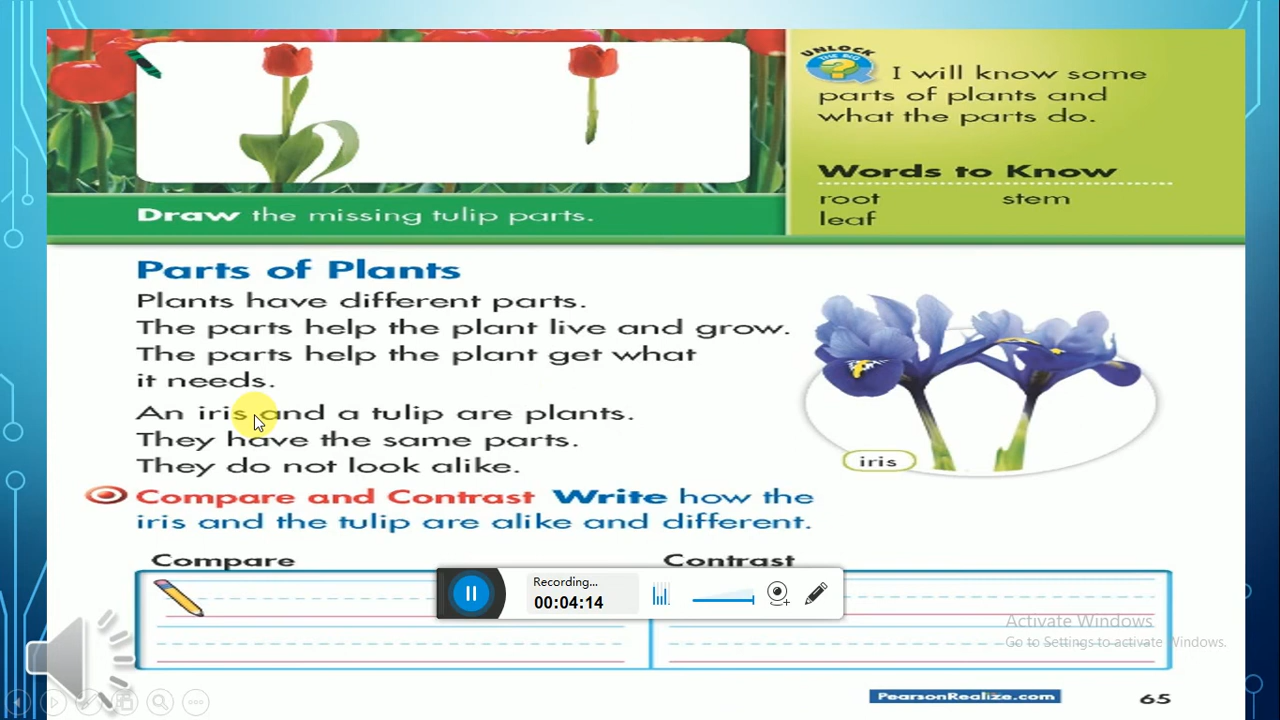 UNLOCK
THE BIG
?
I will know some
parts of plants and
what the parts do.
Words to Know
root stem
leaf
Draw the missing tulip parts.
Parts of Plants
Plants have different parts.
The parts help the plant live and grow.
The parts help the plant get what
it needs.
An iris and a tulip are plants.
They have the same parts.
They do not look alike.
iris
Compare and Contrast Write how the
iris and the tulip are alike and different.
Compare Contrast
Recording...
00:04:14
Activate Windows
Go to Settings to activate Windows.
PearsonRealize.com 65